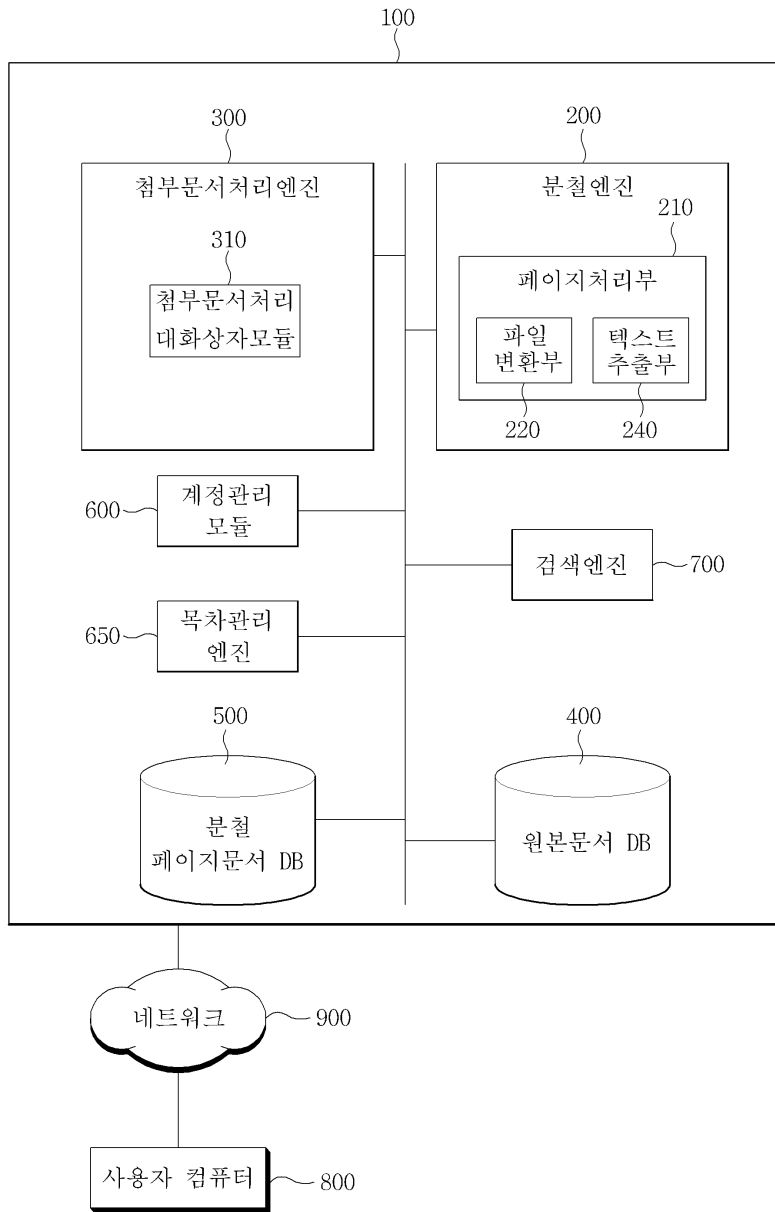 100
300
200
첨부문서처리엔진
분철엔진
310
210
첨부문서처리
대화상자모듈
페이지처리부
파일
변환부
텍스트
추출부
220
240
600
계정관리
모듈
검색엔진
700
650
목차관리
엔진
500
400
분철
페이지문서 DB
원본문서 DB
네트워크
900
사용자 컴퓨터
800